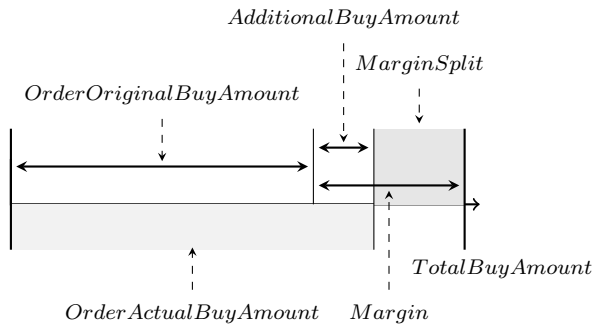 AdditionalBuyAmount
MarginSplit
OrderOriginalBuyAmount
TotalBuyAmount
OrderActualBuyAmount
Margin